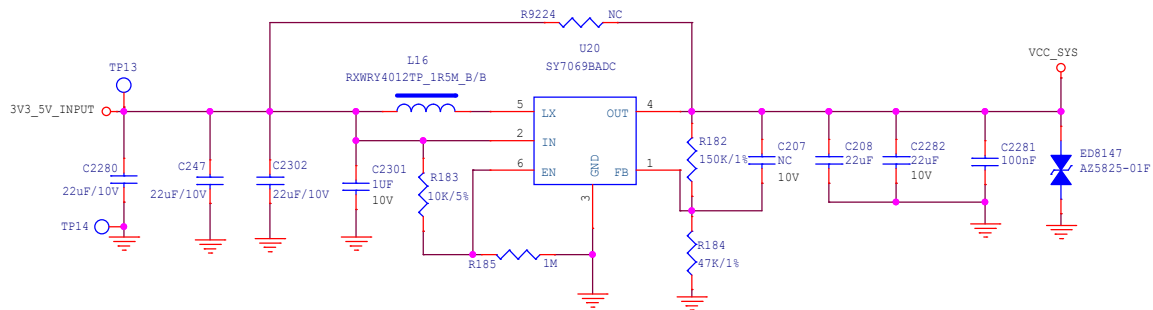 R9224 NC
U20
SY7069BADC
VCC_SYS
L16
RXWRY4012TP_1R5M_B/B
TP13
3V3_5V_INPUT
5 LX OUT 4
2 IN
6 EN GND FB 1
3
R182
150K/1%
C207
NC
10V
C208
22uF
C2282
22uF
10V
C2281
100nF
ED8147
AZ5825-01F
C2280
22uF/10V
C247
22uF/10V
C2302
22uF/10V
C2301
1UF
10V
R183
10K/5%
TP14
R185 1M
R184
47K/1%